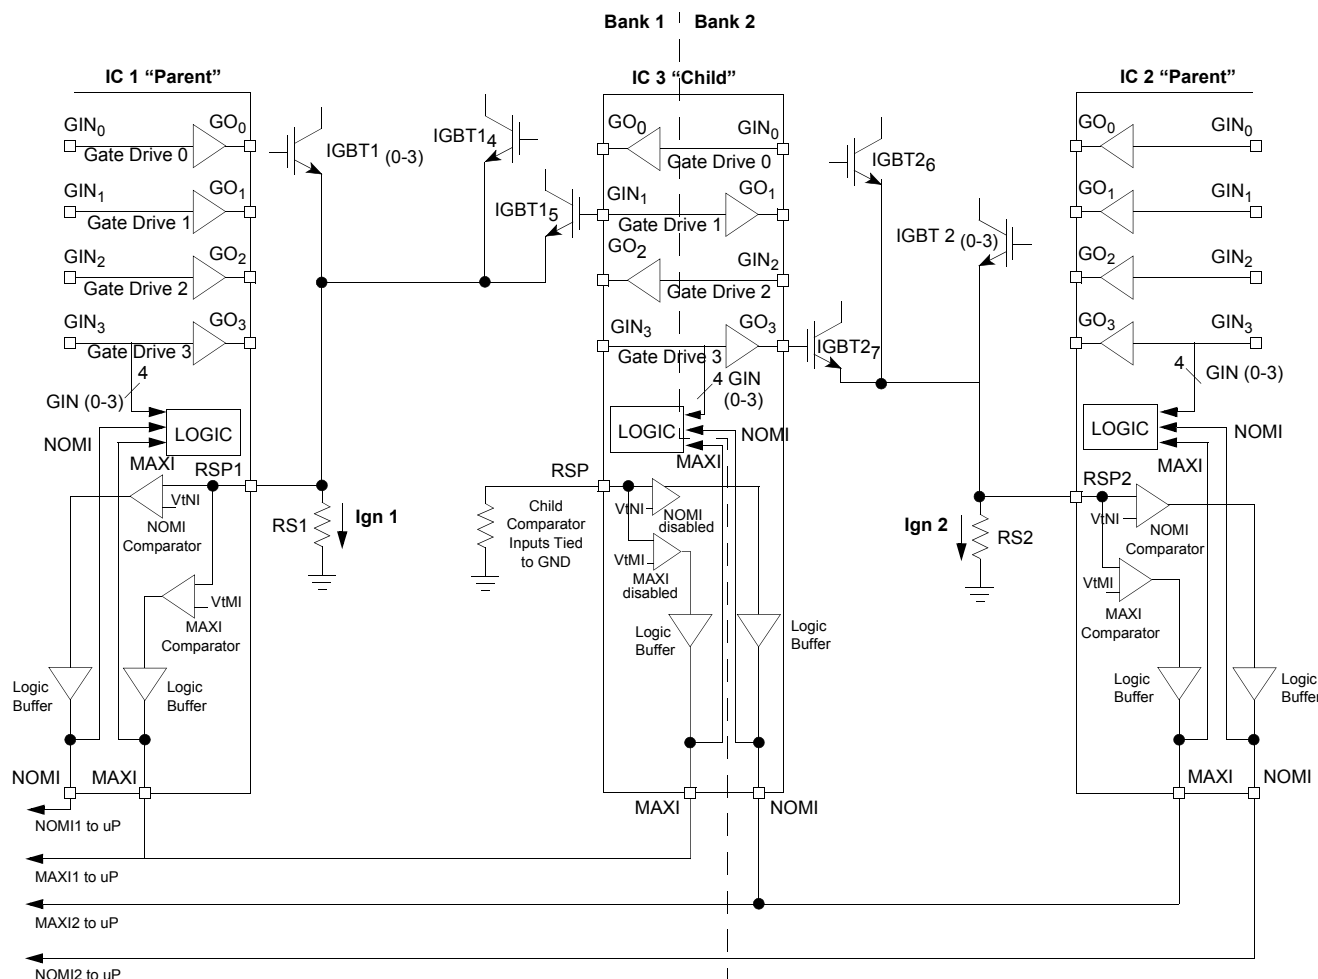 Bank 1 Bank 2
IC 1 “Parent”
GIN0
GO0
Gate Drive 0
GIN1
GO1
Gate Drive 1
GIN2
GO2
Gate Drive 2
GIN3
GO3
Gate Drive 3
4
GIN (0-3)
LOGIC
NOMI
MAXI
RSP1
VtNI
NOMI
Comparator
VtMI
MAXI
Comparator
Logic
Buffer
Logic
Buffer
NOMI
MAXI
IGBT1 (0-3)
IGBT14
IGBT15
RS1
Ign 1
IC 3 “Child”
GO0
GIN0
Gate Drive 0
GIN1
GO1
Gate Drive 1
GO2
GIN2
Gate Drive 2
GIN3
GO3
Gate Drive 3
4 GIN
(0-3)
LOGIC
NOMI
MAXI
RSP
Child
Comparator
Inputs Tied
to GND
VtNI
NOMI
disabled
VtMI
MAXI
disabled
Logic
Buffer
Logic
Buffer
MAXI
NOMI
IGBT26
IGBT 2 (0-3)
IGBT27
Ign 2
RS2
IC 2 “Parent”
GO0
GIN0
GO1
GIN1
GO2
GIN2
GO3
GIN3
4
GIN (0-3)
LOGIC
NOMI
MAXI
RSP2
VtNI
NOMI
Comparator
VtMI
MAXI
Comparator
Logic
Buffer
Logic
Buffer
MAXI
NOMI
NOMI1 to uP
MAXI1 to uP
MAXI2 to uP
NOMI2 to uP